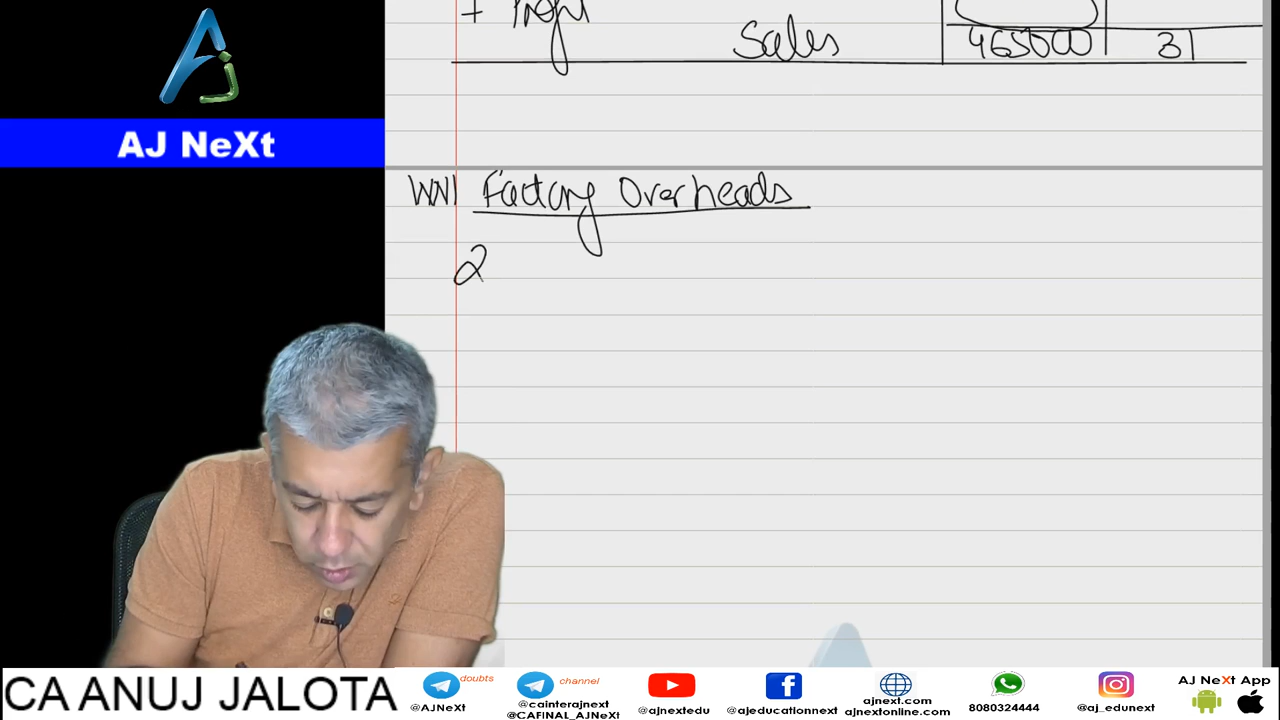 + Profit
Sales 465000 31
AJ NeXt
WN1 Factory Overheads
2
CA ANUJ JALOTA
doubts
@AJNeXt
channel
@cainterajnext
@CAFINAL_AJNeXt
@ajnextedu
@ajeducationnext
ajnext.com
ajnextonline.com
8080324444
@aj_edunext
AJ NeXt App